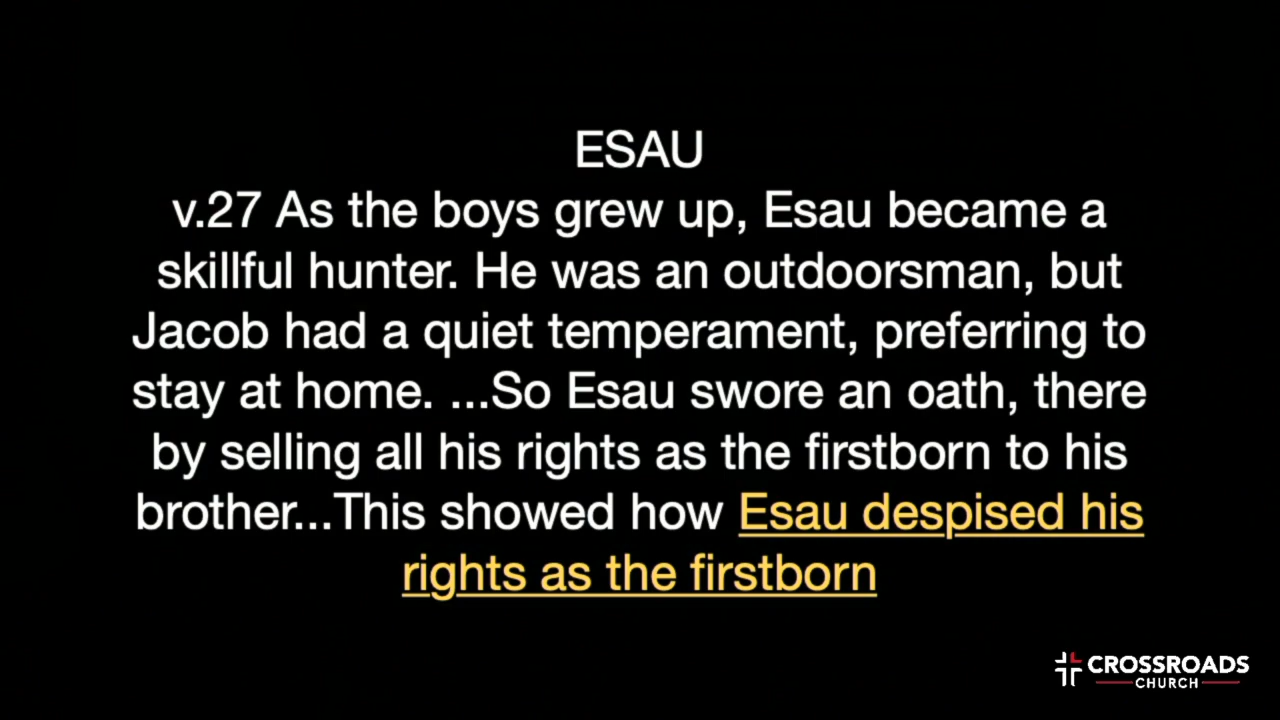 ESAU
v.27 As the boys grew up, Esau became a
skillful hunter. He was an outdoorsman, but
Jacob had a quiet temperament, preferring to
stay at home. ...So Esau swore an oath, there
by selling all his rights as the firstborn to his
brother...This showed how Esau despised his
rights as the firstborn
CROSSROADS
CHURCH